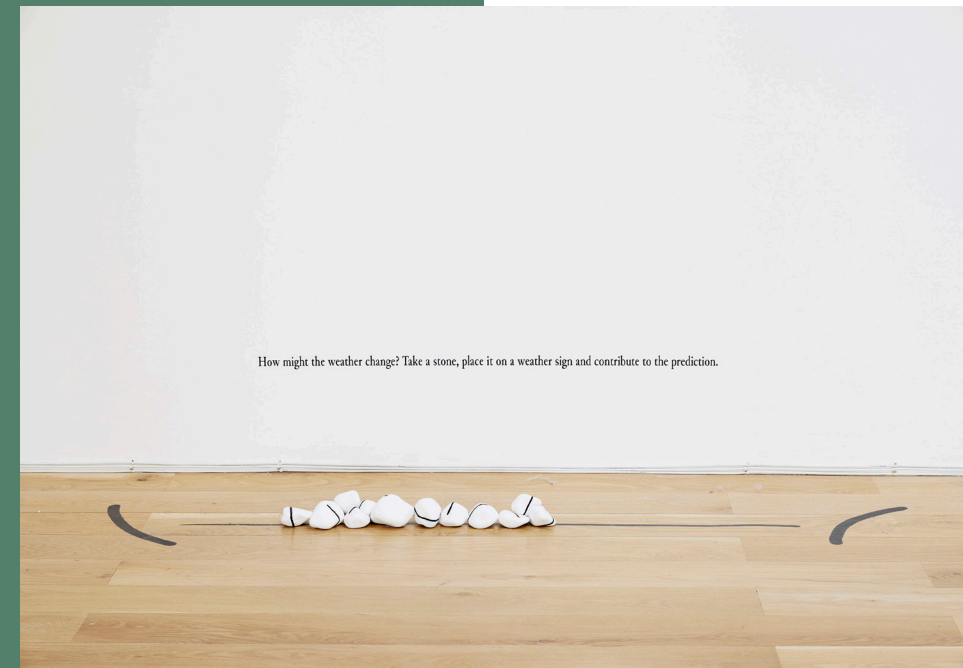 How might the weather change? Take a stone, place it on a weather sign and contribute to the prediction.